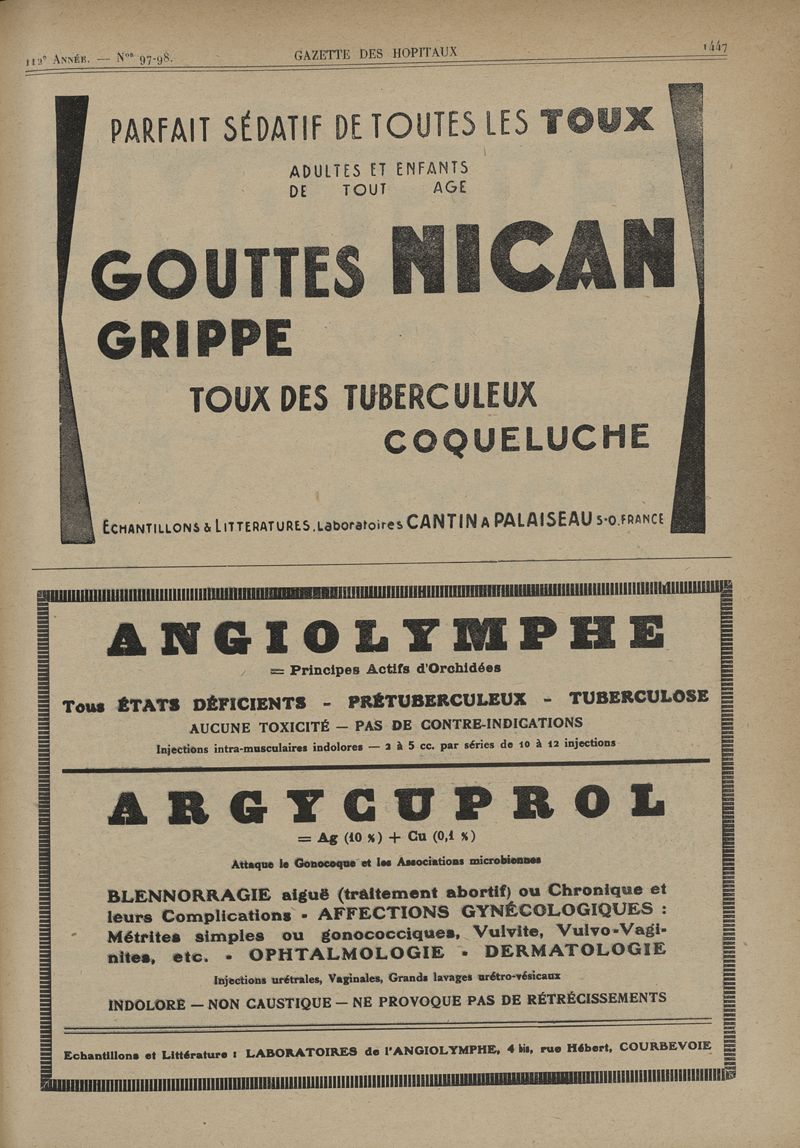 112e ANNÉE. — Nos 97-98.
GAZETTE DES HOPITAUX
1447
PARFAIT SÉDATIF DE TOUTES LES TOUX
ADULTES ET ENFANTS
DE TOUT AGE
GOUTTES NICAN
GRIPPE
TOUX DES TUBERCULEUX
COQUELUCHE
ÉCHANTILLONS & LITTERATURES. Laboratoires CANTIN A PALAISEAU S-O. FRANCE
ANGIOLYMPHE
= Principes Actifs d'Orchidées
Tous ÉTATS DÉFICIENTS - PRÉTUBERCULEUX - TUBERCULOSE
AUCUNE TOXICITÉ — PAS DE CONTRE-INDICATIONS
Injections intra-musculaires indolores — 2 à 5 cc. par séries de 10 à 12 injections
ARGYCUPROL
= Ag (10 %) + Cu (0,1 %)
Attaque le Gonocoque et les Associations microbiennes
BLENNORRAGIE aiguë (traitement abortif) ou Chronique et
leurs Complications - AFFECTIONS GYNÉCOLOGIQUES :
Métrites simples ou gonococciques, Vulvite, Vulvo-Vagi-
nites, etc. - OPHTALMOLOGIE - DERMATOLOGIE
Injections urétrales, Vaginales, Grands lavages urétro-vésicaux
INDOLORE — NON CAUSTIQUE — NE PROVOQUE PAS DE RÉTRÉCISSEMENTS
Echantillons et Littérature : LABORATOIRES de l'ANGIOLYMPHE, 4 bis, rue Hébert, COURBEVOIE